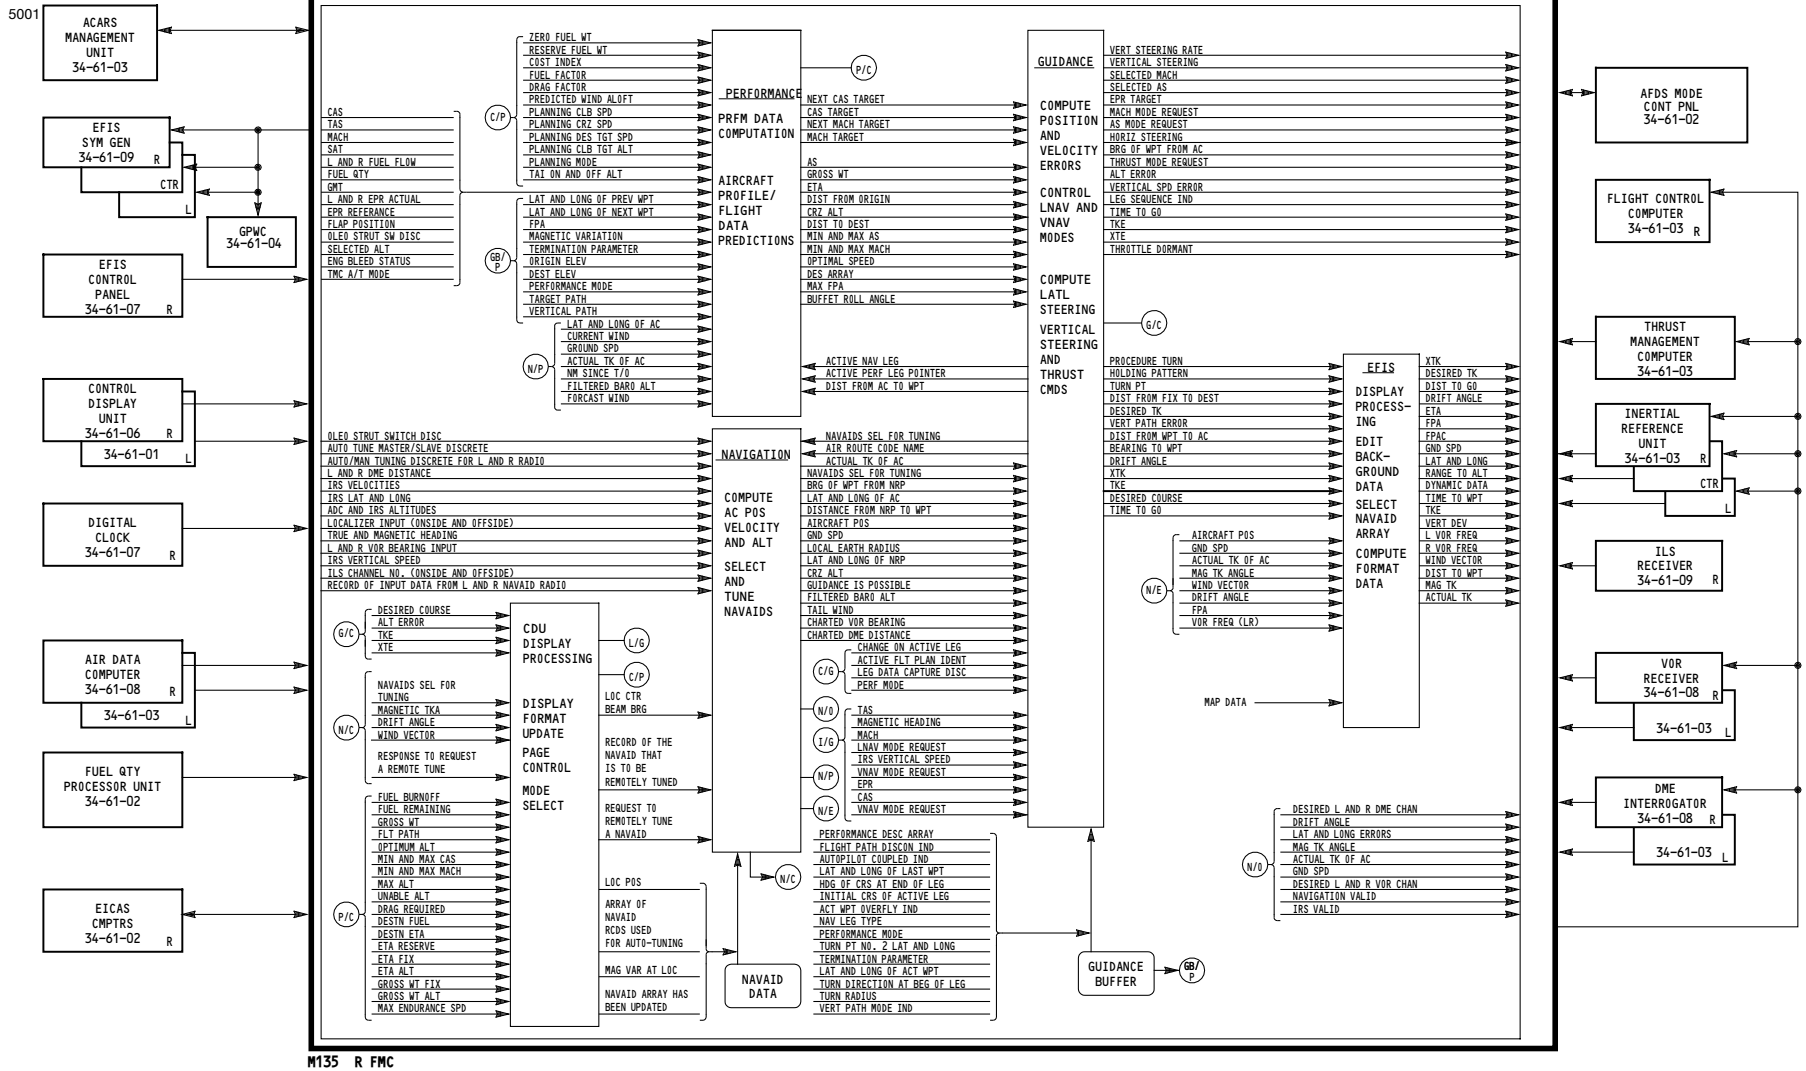 5001
ACARS
MANAGEMENT
UNIT
34-61-03
EFIS
SYM GEN
34-61-09 R
CTR
L
GPWC
34-61-04
EFIS
CONTROL
PANEL
34-61-07 R
CONTROL
DISPLAY
UNIT
34-61-06 R
34-61-01 L
DIGITAL
CLOCK
34-61-07 R
AIR DATA
COMPUTER
34-61-08 R
34-61-03 L
FUEL QTY
PROCESSOR UNIT
34-61-02
EICAS
CMPTRS
34-61-02 R
CAS
TAS
MACH
SAT
L AND R FUEL FLOW
FUEL QTY
GMT
L AND R EPR ACTUAL
EPR REFERANCE
FLAP POSITION
OLEO STRUT SW DISC
SELECTED ALT
ENG BLEED STATUS
TMC A/T MODE
C/P
ZERO FUEL WT
RESERVE FUEL WT
COST INDEX
FUEL FACTOR
DRAG FACTOR
PREDICTED WIND ALOFT
PLANNING CLB SPD
PLANNING CRZ SPD
PLANNING DES TGT SPD
PLANNING CLB TGT ALT
PLANNING MODE
TAI ON AND OFF ALT
GB/
P
LAT AND LONG OF PREV WPT
LAT AND LONG OF NEXT WPT
FPA
MAGNETIC VARIATION
TERMINATION PARAMETER
ORIGIN ELEV
DEST ELEV
PERFORMANCE MODE
TARGET PATH
VERTICAL PATH
N/P
LAT AND LONG OF AC
CURRENT WIND
GROUND SPD
ACTUAL TK OF AC
NM SINCE T/O
FILTERED BARO ALT
FORCAST WIND
PERFORMANCE
PRFM DATA
COMPUTATION
AIRCRAFT
PROFILE/
FLIGHT
DATA
PREDICTIONS
P/C
NEXT CAS TARGET
CAS TARGET
NEXT MACH TARGET
MACH TARGET
AS
GROSS WT
ETA
DIST FROM ORIGIN
CRZ ALT
DIST TO DEST
MIN AND MAX AS
MIN AND MAX MACH
OPTIMAL SPEED
DES ARRAY
MAX FPA
BUFFET ROLL ANGLE
ACTIVE NAV LEG
ACTIVE PERF LEG POINTER
DIST FROM AC TO WPT
OLEO STRUT SWITCH DISC
AUTO TUNE MASTER/SLAVE DISCRETE
AUTO/MAN TUNING DISCRETE FOR L AND R RADIO
L AND R DME DISTANCE
IRS VELOCITIES
IRS LAT AND LONG
ADC AND IRS ALTITUDES
LOCALIZER INPUT (ONSIDE AND OFFSIDE)
TRUE AND MAGNETIC HEADING
L AND R VOR BEARING INPUT
IRS VERTICAL SPEED
ILS CHANNEL NO. (ONSIDE AND OFFSIDE)
RECORD OF INPUT DATA FROM L AND R NAVAID RADIO
NAVIGATION
COMPUTE
AC POS
VELOCITY
AND ALT
SELECT
AND
TUNE
NAVAIDS
NAVAIDS SEL FOR TUNING
AIR ROUTE CODE NAME
ACTUAL TK OF AC
NAVAIDS SEL FOR TUNING
BRG OF WPT FROM NRP
LAT AND LONG OF AC
DISTANCE FROM NRP TO WPT
AIRCRAFT POS
GND SPD
LOCAL EARTH RADIUS
LAT AND LONG OF NRP
CRZ ALT
GUIDANCE IS POSSIBLE
FILTERED BARO ALT
TAIL WIND
CHARTED VOR BEARING
CHARTED DME DISTANCE
C/G
CHANGE ON ACTIVE LEG
ACTIVE FLT PLAN IDENT
LEG DATA CAPTURE DISC
PERF MODE
N/O
I/G
N/P
N/E
TAS
MAGNETIC HEADING
MACH
LNAV MODE REQUEST
IRS VERTICAL SPEED
VNAV MODE REQUEST
EPR
CAS
VNAV MODE REQUEST
G/C
DESIRED COURSE
ALT ERROR
TKE
XTE
N/C
NAVAIDS SEL FOR
TUNING
MAGNETIC TKA
DRIFT ANGLE
WIND VECTOR
RESPONSE TO REQUEST
A REMOTE TUNE
P/C
FUEL BURNOFF
FUEL REMAINING
GROSS WT
FLT PATH
OPTIMUM ALT
MIN AND MAX CAS
MIN AND MAX MACH
MAX ALT
UNABLE ALT
DRAG REQUIRED
DESTN FUEL
DESTN ETA
ETA RESERVE
ETA FIX
ETA ALT
GROSS WT FIX
GROSS WT ALT
MAX ENDURANCE SPD
CDU
DISPLAY
PROCESSING
DISPLAY
FORMAT
UPDATE
PAGE
CONTROL
MODE
SELECT
L/G
C/P
LOC CTR
BEAM BRG
RECORD OF THE
NAVAID THAT
IS TO BE
REMOTELY TUNED
REQUEST TO
REMOTELY TUNE
A NAVAID
LOC POS
ARRAY OF
NAVAID
RCDS USED
FOR AUTO-TUNING
MAG VAR AT LOC
NAVAID ARRAY HAS
BEEN UPDATED
N/C
NAVAID
DATA
PERFORMANCE DESC ARRAY
FLIGHT PATH DISCON IND
AUTOPILOT COUPLED IND
LAT AND LONG OF LAST WPT
HDG OF CRS AT END OF LEG
INITIAL CRS OF ACTIVE LEG
ACT WPT OVERFLY IND
NAV LEG TYPE
PERFORMANCE MODE
TURN PT NO. 2 LAT AND LONG
TERMINATION PARAMETER
LAT AND LONG OF ACT WPT
TURN DIRECTION AT BEG OF LEG
TURN RADIUS
VERT PATH MODE IND
GUIDANCE
BUFFER
GB/
P
GUIDANCE
COMPUTE
POSITION
AND
VELOCITY
ERRORS
CONTROL
LNAV AND
VNAV
MODES
COMPUTE
LATL
STEERING
VERTICAL
STEERING
AND
THRUST
CMDS
VERT STEERING RATE
VERTICAL STEERING
SELECTED MACH
SELECTED AS
EPR TARGET
MACH MODE REQUEST
AS MODE REQUEST
HORIZ STEERING
BRG OF WPT FROM AC
THRUST MODE REQUEST
ALT ERROR
VERTICAL SPD ERROR
LEG SEQUENCE IND
TIME TO GO
TKE
XTE
THROTTLE DORMANT
G/C
PROCEDURE TURN
HOLDING PATTERN
TURN PT
DIST FROM FIX TO DEST
DESIRED TK
VERT PATH ERROR
DIST FROM WPT TO AC
BEARING TO WPT
DRIFT ANGLE
XTK
TKE
DESIRED COURSE
TIME TO GO
N/E
AIRCRAFT POS
GND SPD
ACTUAL TK OF AC
MAG TK ANGLE
WIND VECTOR
DRIFT ANGLE
FPA
VOR FREQ (LR)
MAP DATA
EFIS
DISPLAY
PROCESS-
ING
EDIT
BACK-
GROUND
DATA
SELECT
NAVAID
ARRAY
COMPUTE
FORMAT
DATA
XTK
DESIRED TK
DIST TO GO
DRIFT ANGLE
ETA
FPA
FPAC
GND SPD
LAT AND LONG
RANGE TO ALT
DYNAMIC DATA
TIME TO WPT
TKE
VERT DEV
L VOR FREQ
R VOR FREQ
WIND VECTOR
DIST TO WPT
MAG TK
ACTUAL TK
N/O
DESIRED L AND R DME CHAN
DRIFT ANGLE
LAT AND LONG ERRORS
MAG TK ANGLE
ACTUAL TK OF AC
GND SPD
DESIRED L AND R VOR CHAN
NAVIGATION VALID
IRS VALID
AFDS MODE
CONT PNL
34-61-02
FLIGHT CONTROL
COMPUTER
34-61-03 R
THRUST
MANAGEMENT
COMPUTER
34-61-03
INERTIAL
REFERENCE
UNIT
34-61-03 R
CTR
L
ILS
RECEIVER
34-61-09 R
VOR
RECEIVER
34-61-08 R
34-61-03 L
DME
INTERROGATOR
34-61-08 R
34-61-03 L
M135 R FMC